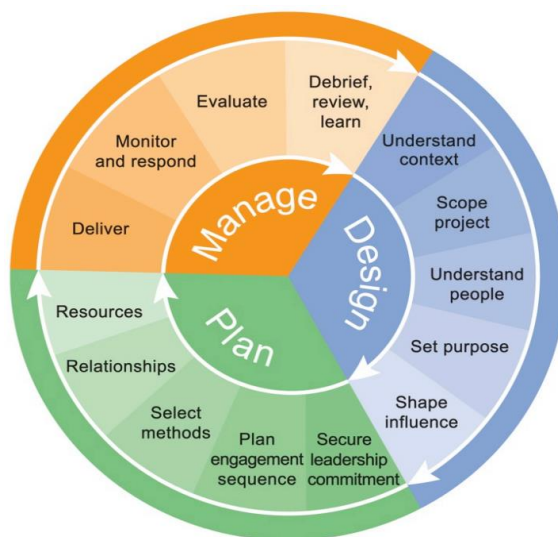 Manage
Design
Plan
Debrief,
review,
learn
Understand
context
Scope
project
Understand
people
Set purpose
Shape
influence
Secure
leadership
commitment
Plan
engagement
sequence
Select
methods
Relationships
Resources
Deliver
Monitor
and respond
Evaluate